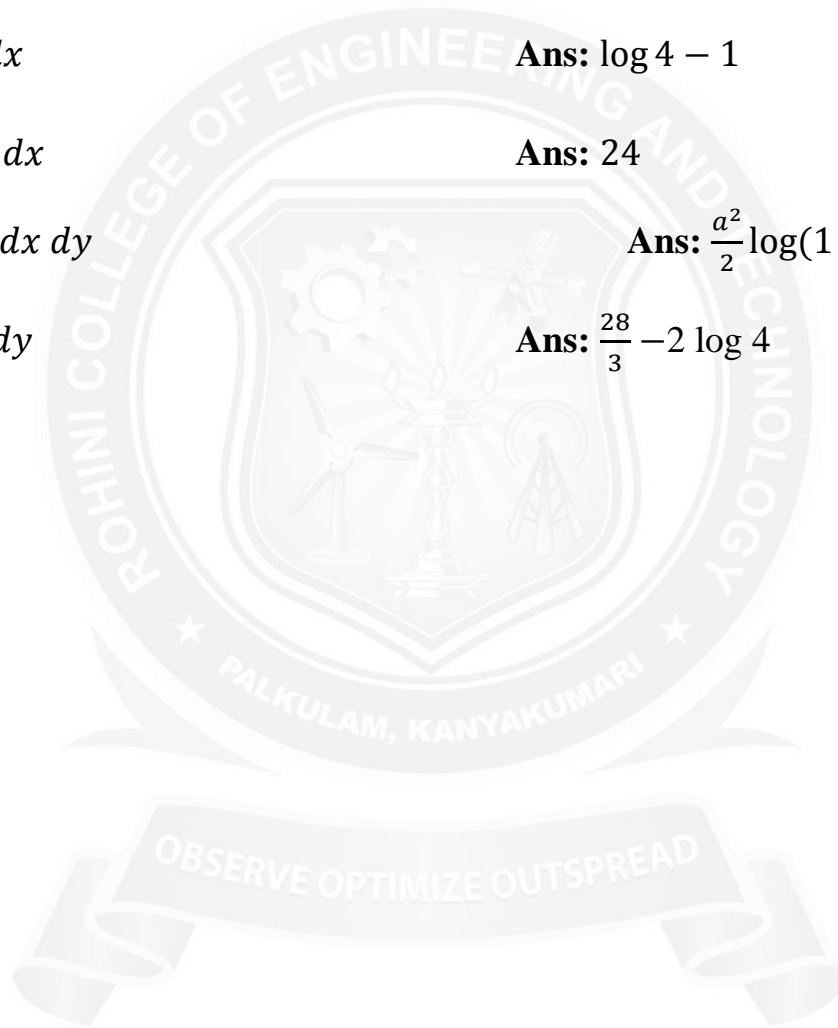 dx Ans: log 4 − 1
dx Ans: 24
dx dy Ans: a²/2 log(1
dy Ans: 28/3 −2 log 4
ROHINI COLLEGE OF ENGINEERING AND TECHNOLOGY
PALKULAM, KANYAKUMARI
OBSERVE OPTIMIZE OUTSPREAD